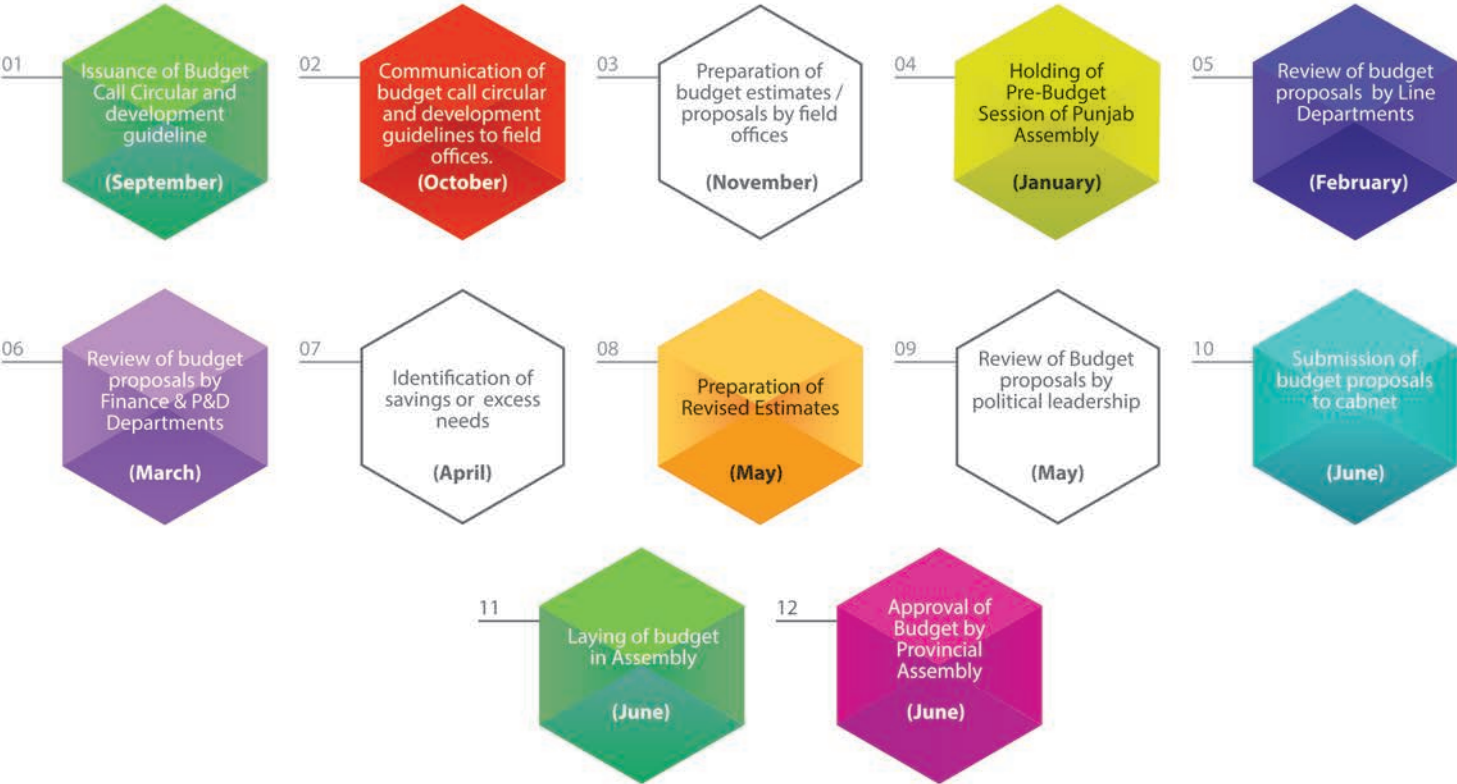 01
Issuance of Budget
Call Circular and
development
guideline
(September)
02
Communication of
budget call circular
and development
guidelines to field
offices.
(October)
03
Preparation of
budget estimates /
proposals by field
offices
(November)
04
Holding of
Pre-Budget
Session of Punjab
Assembly
(January)
05
Review of budget
proposals by Line
Departments
(February)
06
Review of budget
proposals by
Finance & P&D
Departments
(March)
07
Identification of
savings or excess
needs
(April)
08
Preparation of
Revised Estimates
(May)
09
Review of Budget
proposals by
political leadership
(May)
10
Submission of
budget proposals
to cabnet
(June)
11
Laying of budget
in Assembly
(June)
12
Approval of
Budget by
Provincial
Assembly
(June)